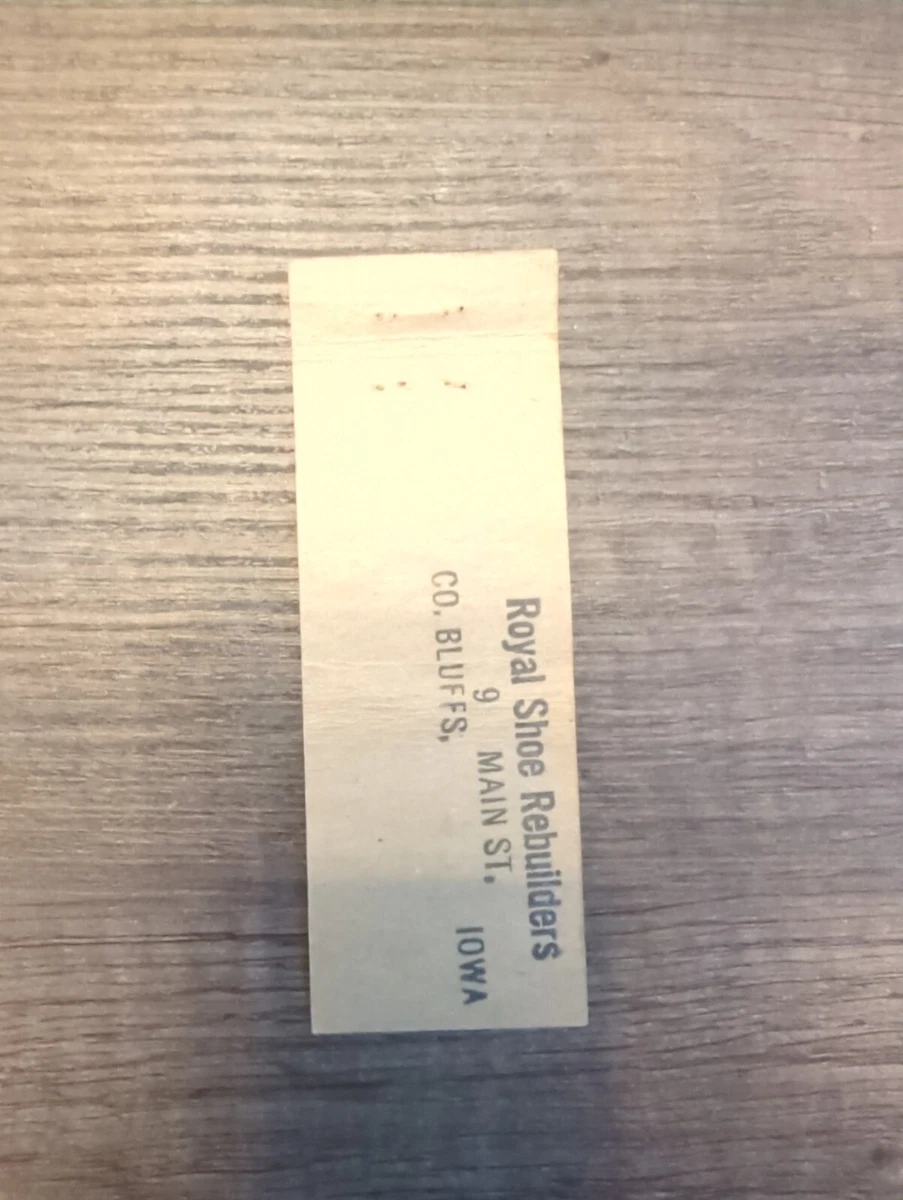 Royal Shoe Rebuilders
9 MAIN ST.
CO. BLUFFS, IOWA